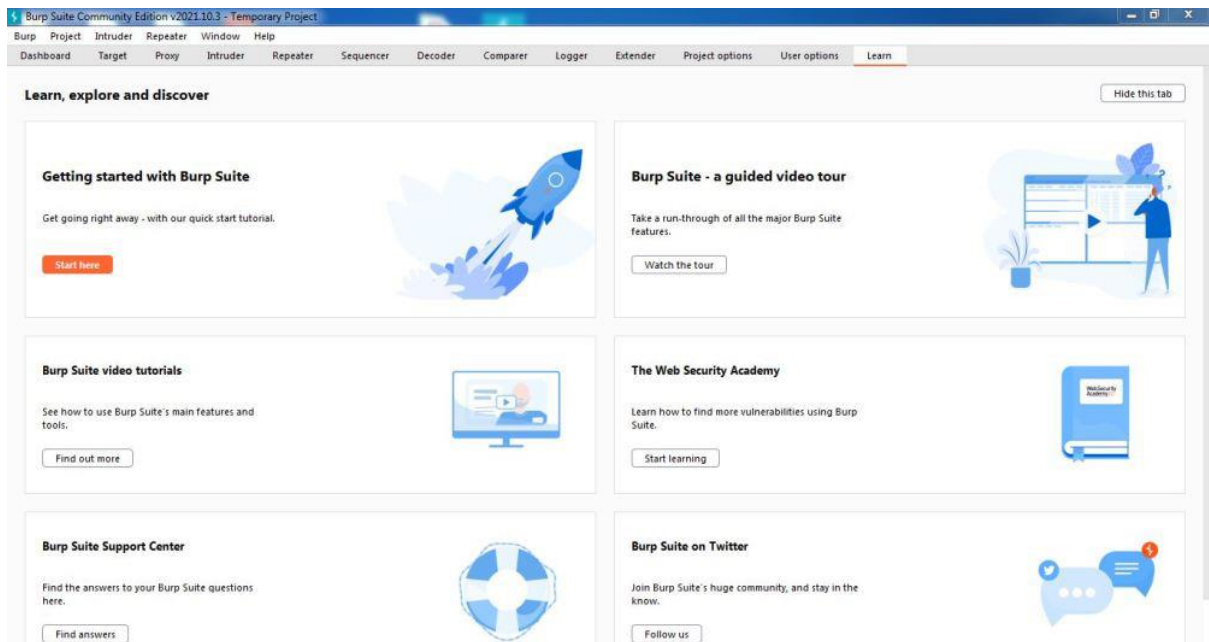 Burp Suite Community Edition v2021.10.3 - Temporary Project
Burp Project Intruder Repeater Window Help
Dashboard Target Proxy Intruder Repeater Sequencer Decoder Comparer Logger Extender Project options User options Learn
Learn, explore and discover
Hide this tab
Getting started with Burp Suite
Get going right away - with our quick start tutorial.
Start here
Burp Suite - a guided video tour
Take a run-through of all the major Burp Suite
features.
Watch the tour
Burp Suite video tutorials
See how to use Burp Suite's main features and
tools.
Find out more
The Web Security Academy
Learn how to find more vulnerabilities using Burp
Suite.
Start learning
WebSecurity
Academy
Burp Suite Support Center
Find the answers to your Burp Suite questions
here.
Find answers
Burp Suite on Twitter
Join Burp Suite's huge community, and stay in the
know.
Follow us